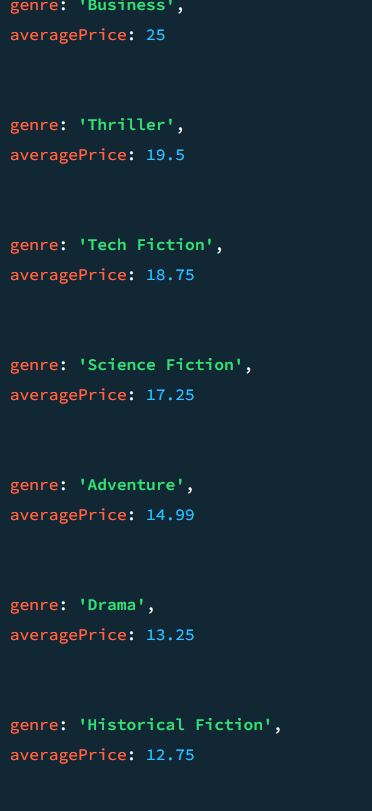 genre: 'Business',
averagePrice: 25
genre: 'Thriller',
averagePrice: 19.5
genre: 'Tech Fiction',
averagePrice: 18.75
genre: 'Science Fiction',
averagePrice: 17.25
genre: 'Adventure',
averagePrice: 14.99
genre: 'Drama',
averagePrice: 13.25
genre: 'Historical Fiction',
averagePrice: 12.75